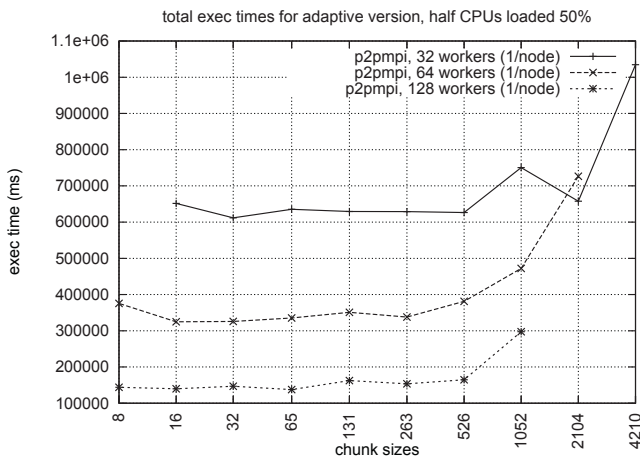 total exec times for adaptive version, half CPUs loaded 50%
1.1e+06
1e+06
900000
800000
700000
600000
500000
400000
300000
200000
100000
exec time (ms)
p2pmpi, 32 workers (1/node)
p2pmpi, 64 workers (1/node)
p2pmpi, 128 workers (1/node)
8
16
32
65
131
263
526
1052
2104
4210
chunk sizes